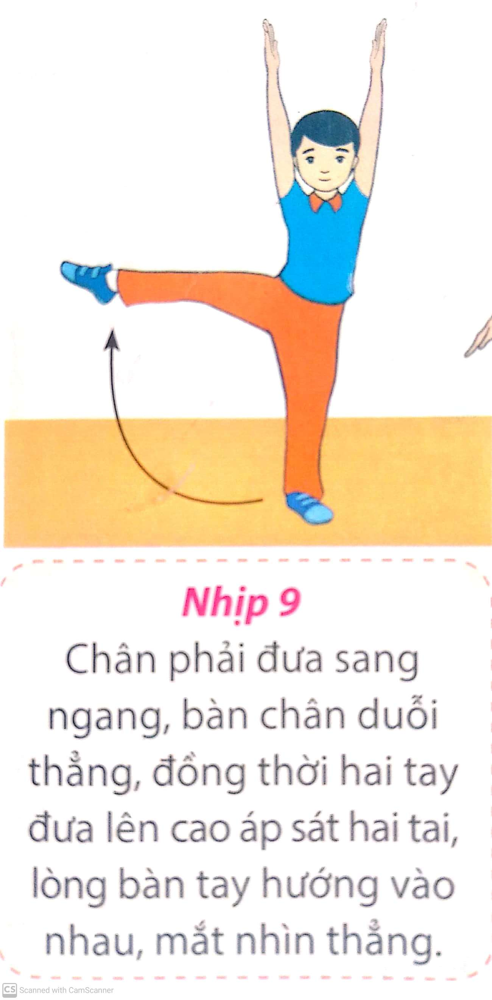 Nhịp 9
Chân phải đưa sang
ngang, bàn chân duỗi
thẳng, đồng thời hai tay
đưa lên cao áp sát hai tai,
lòng bàn tay hướng vào
nhau, mắt nhìn thẳng.
CS Scanned with CamScanner